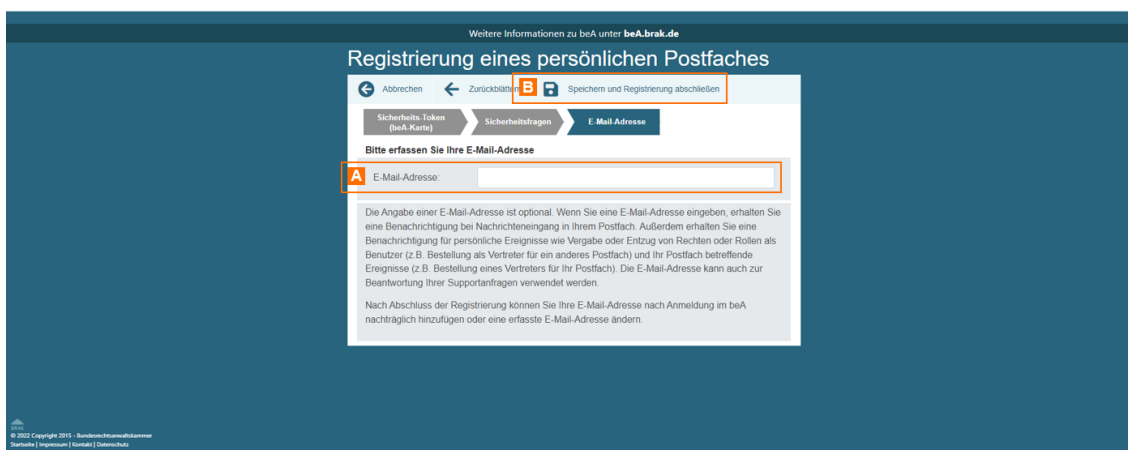 Weitere Informationen zu beA unter beA.brak.de
Registrierung eines persönlichen Postfaches
Abbrechen Zurückblättern B Speichern und Registrierung abschließen
Sicherheits-Token
(beA-Karte)
Sicherheitsfragen
E-Mail-Adresse
Bitte erfassen Sie Ihre E-Mail-Adresse
A E-Mail-Adresse:
Die Angabe einer E-Mail-Adresse ist optional. Wenn Sie eine E-Mail-Adresse eingeben, erhalten Sie
eine Benachrichtigung bei Nachrichteneingang in Ihrem Postfach. Außerdem erhalten Sie eine
Benachrichtigung für persönliche Ereignisse wie Vergabe oder Entzug von Rechten oder Rollen als
Benutzer (z.B. Bestellung als Vertreter für ein anderes Postfach) und Ihr Postfach betreffende
Ereignisse (z.B. Bestellung eines Vertreters für Ihr Postfach). Die E-Mail-Adresse kann auch zur
Beantwortung Ihrer Supportanfragen verwendet werden.
Nach Abschluss der Registrierung können Sie Ihre E-Mail-Adresse nach Anmeldung im beA
nachträglich hinzufügen oder eine erfasste E-Mail-Adresse ändern.
BRAK
© 2022 Copyright 2015 - Bundesrechtsanwaltskammer
Startseite | Impressum | Kontakt | Datenschutz